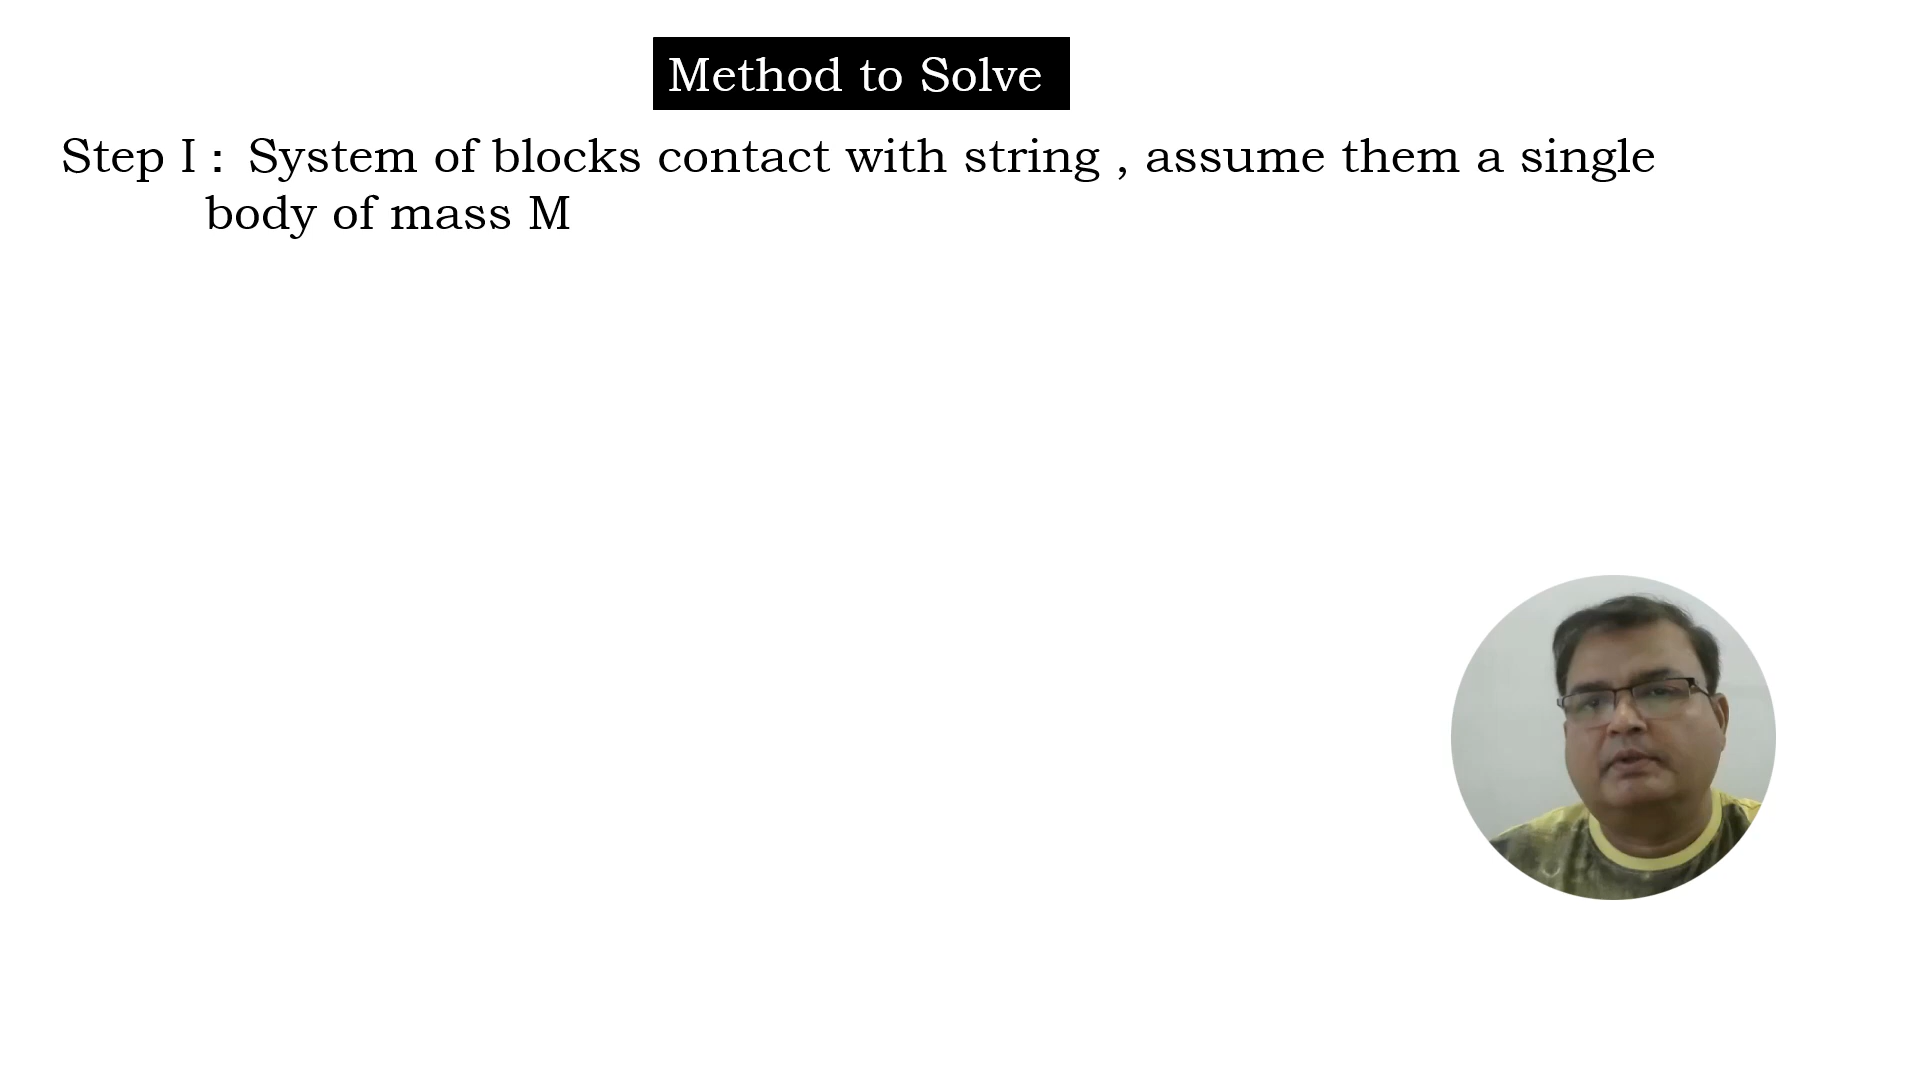 Method to Solve
Step I : System of blocks contact with string , assume them a single
body of mass M